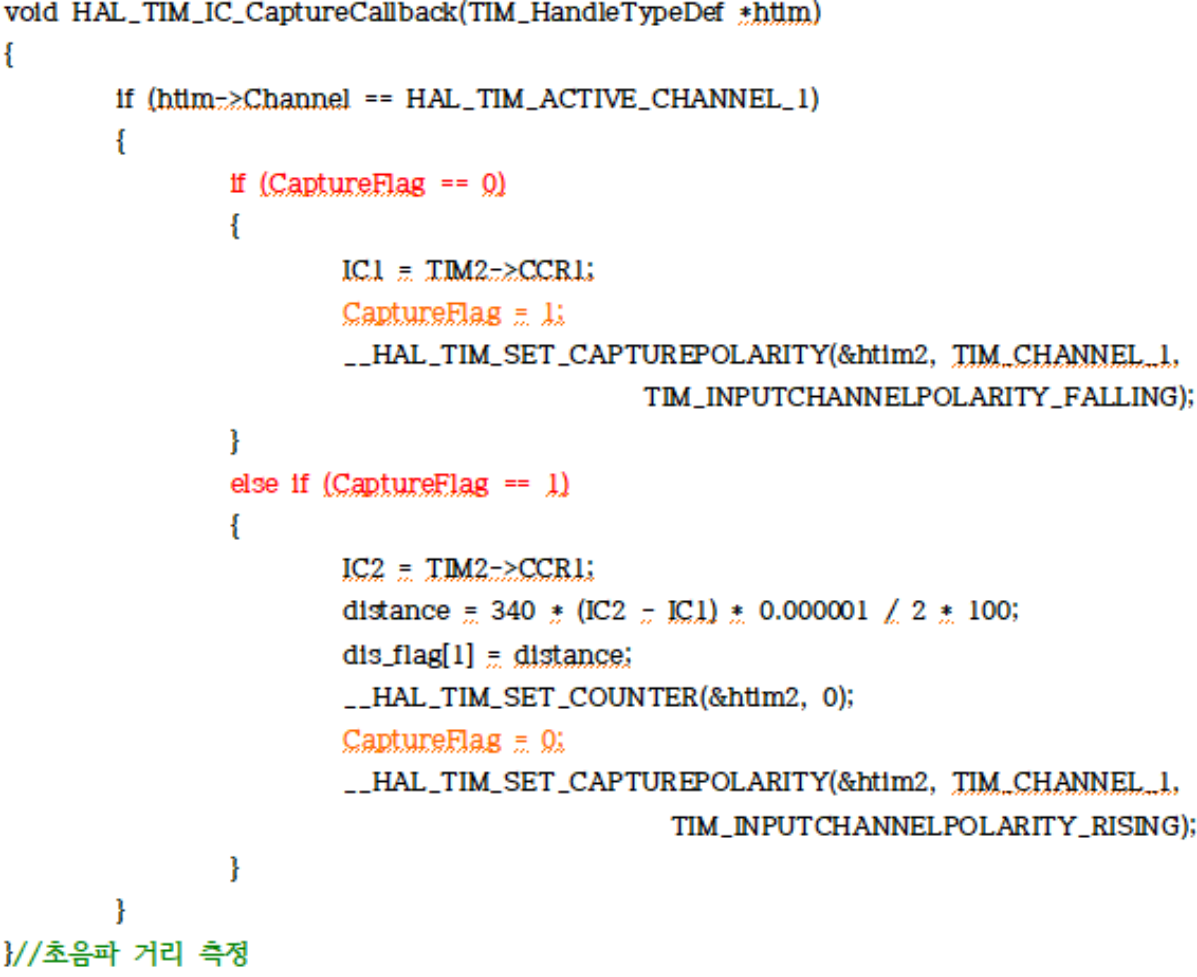 void HAL_TIM_IC_CaptureCallback(TIM_HandleTypeDef *htim)
{
if (htim->Channel == HAL_TIM_ACTIVE_CHANNEL_1)
{
if (CaptureFlag == 0)
{
IC1 = TIM2->CCR1;
CaptureFlag = 1;
__HAL_TIM_SET_CAPTUREPOLARITY(&htim2, TIM_CHANNEL_1,
TIM_INPUTCHANNELPOLARITY_FALLING);
}
else if (CaptureFlag == 1)
{
IC2 = TIM2->CCR1;
distance = 340 * (IC2 - IC1) * 0.000001 / 2 * 100;
dis_flag[1] = distance;
__HAL_TIM_SET_COUNTER(&htim2, 0);
CaptureFlag = 0;
__HAL_TIM_SET_CAPTUREPOLARITY(&htim2, TIM_CHANNEL_1,
TIM_INPUTCHANNELPOLARITY_RISING);
}
}
}//초음파 거리 측정